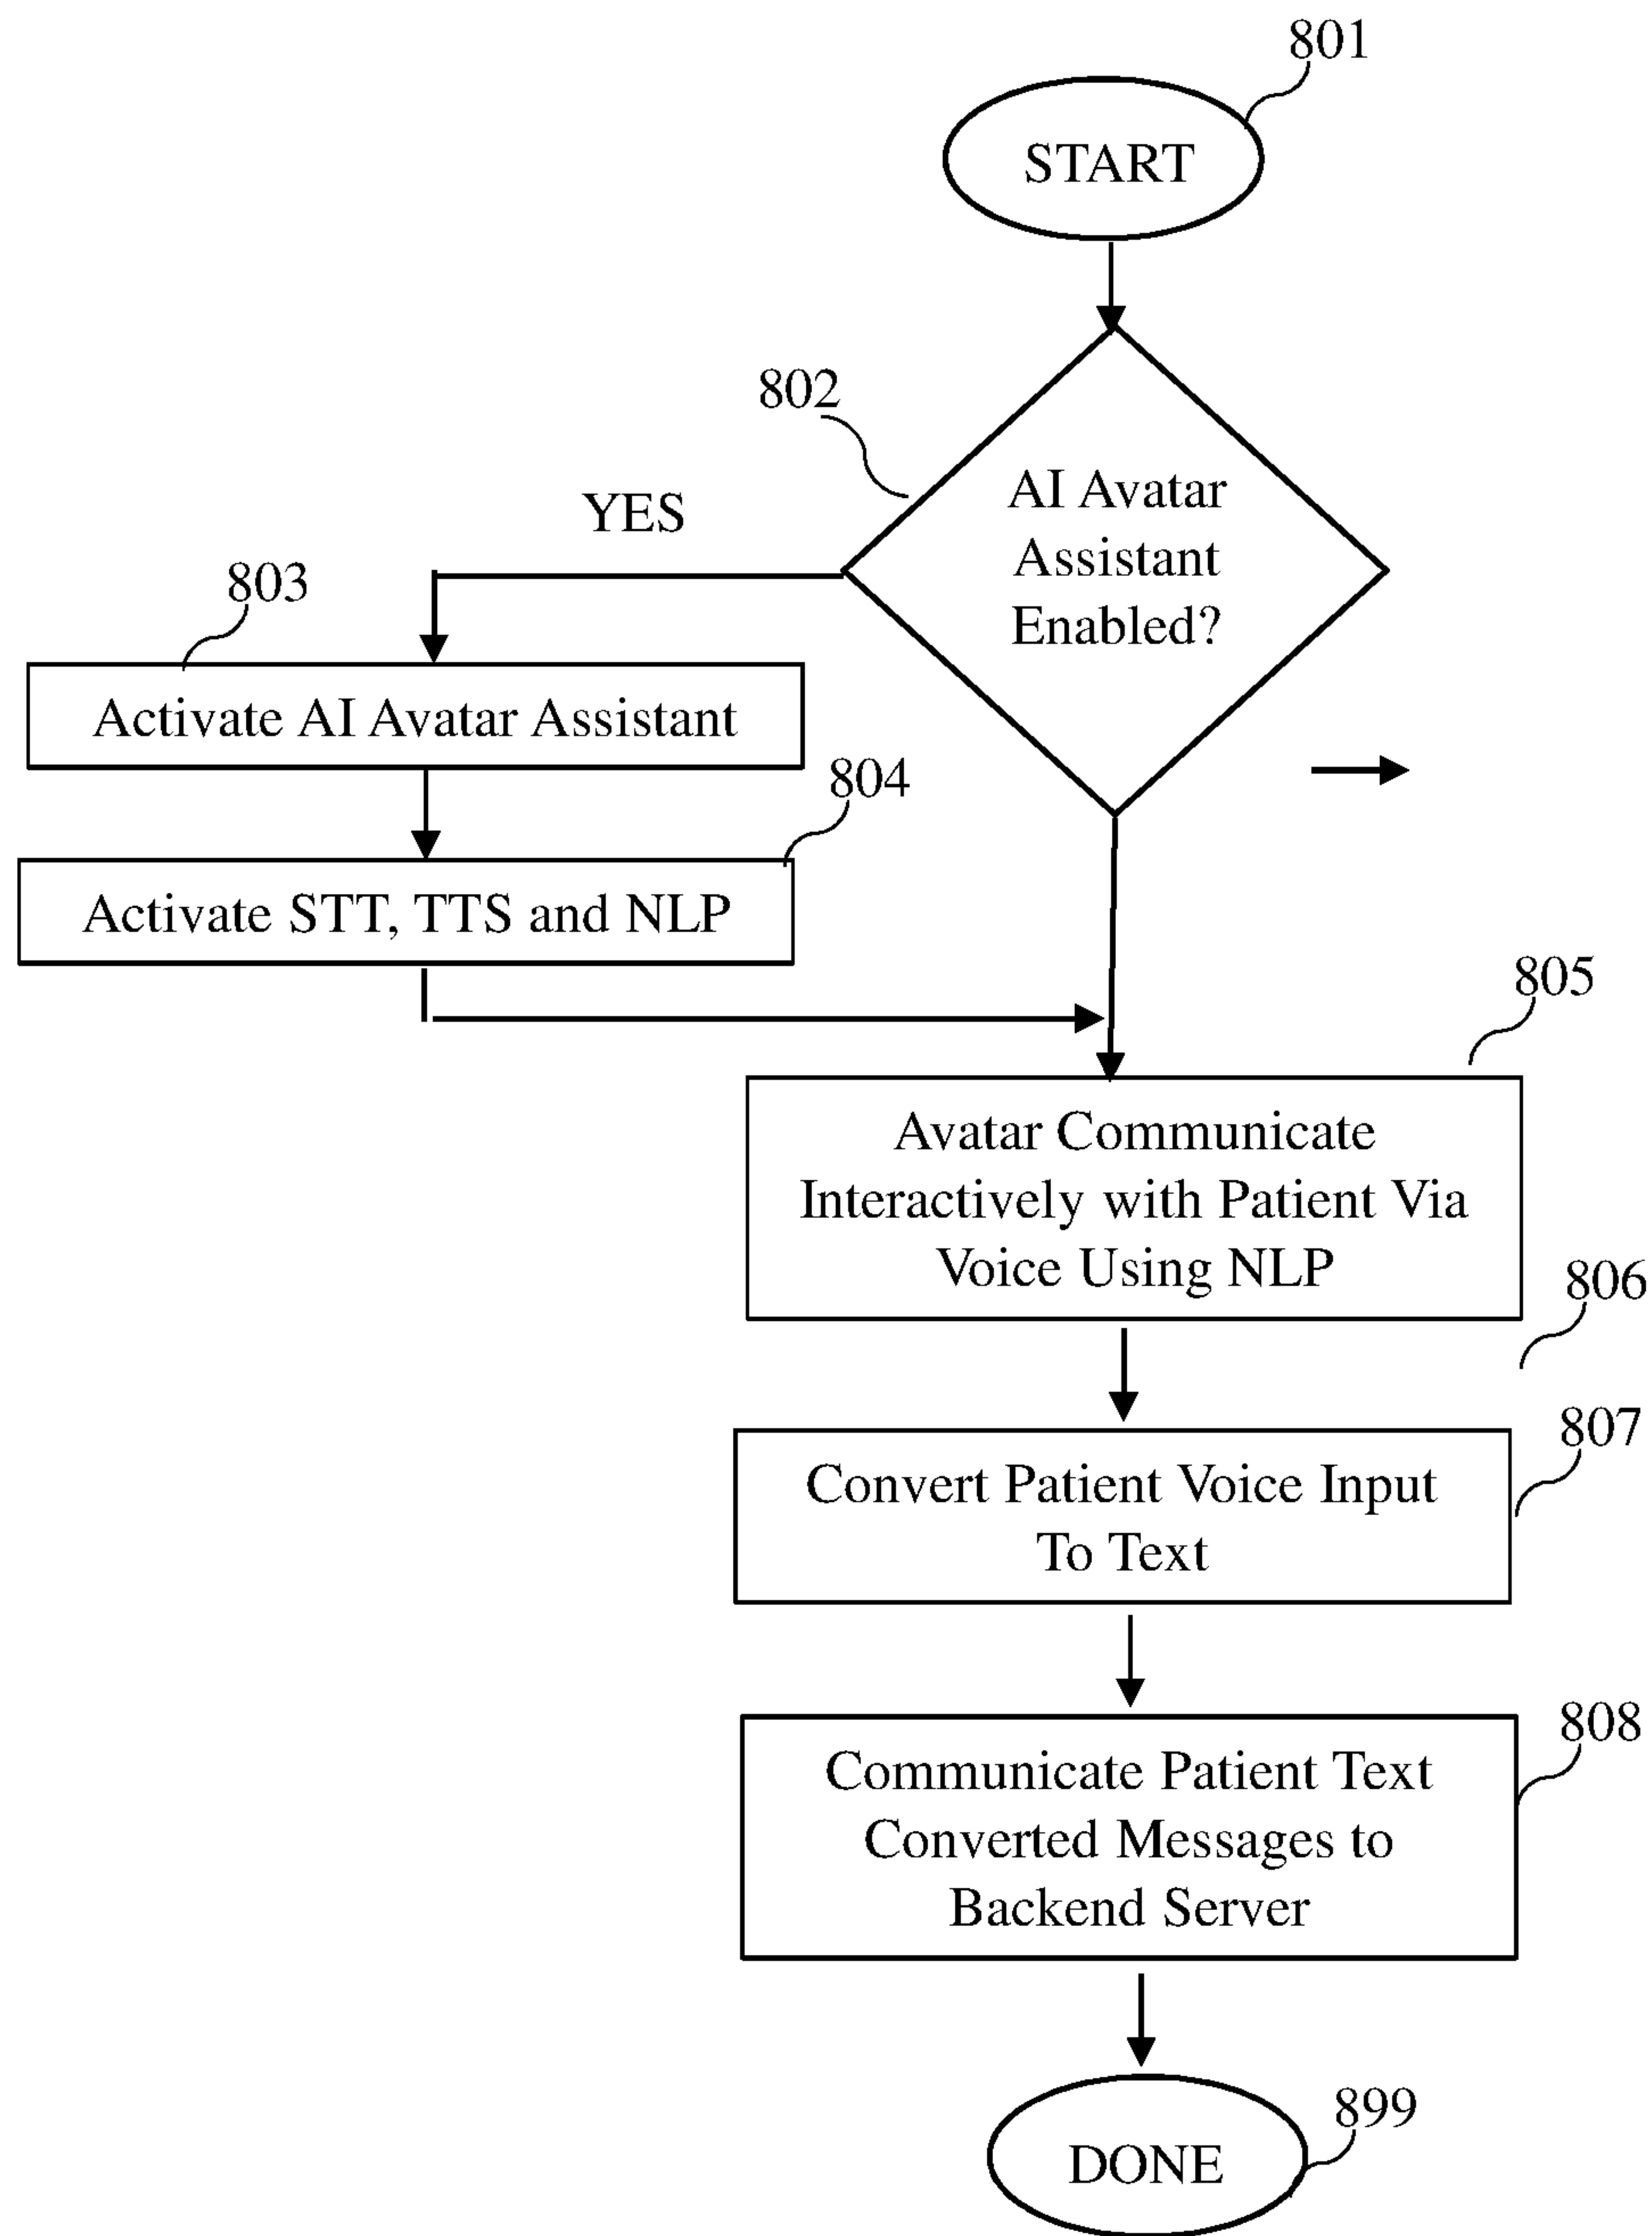 801
START
802
AI Avatar
Assistant
Enabled?
YES
803
Activate AI Avatar Assistant
804
Activate STT, TTS and NLP
805
Avatar Communicate
Interactively with Patient Via
Voice Using NLP
806
807
Convert Patient Voice Input
To Text
808
Communicate Patient Text
Converted Messages to
Backend Server
899
DONE